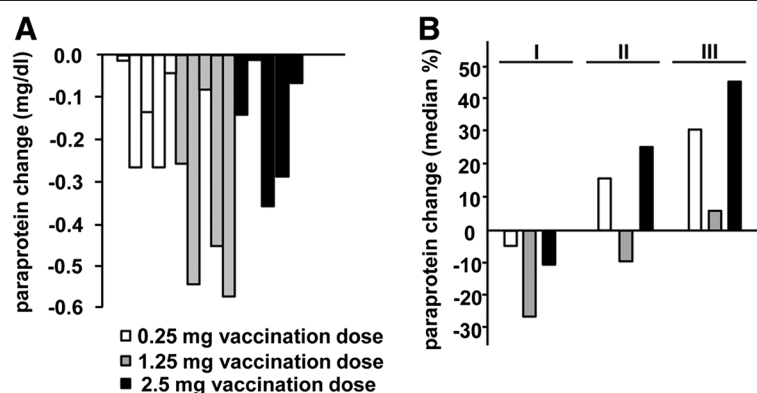 A
paraprotein change (mg/dl)
0.0
-0.1
-0.2
-0.3
-0.4
-0.5
-0.6
0.25 mg vaccination dose
1.25 mg vaccination dose
2.5 mg vaccination dose
B
paraprotein change (median %)
I II III
50
40
30
20
10
0
-10
-20
-30